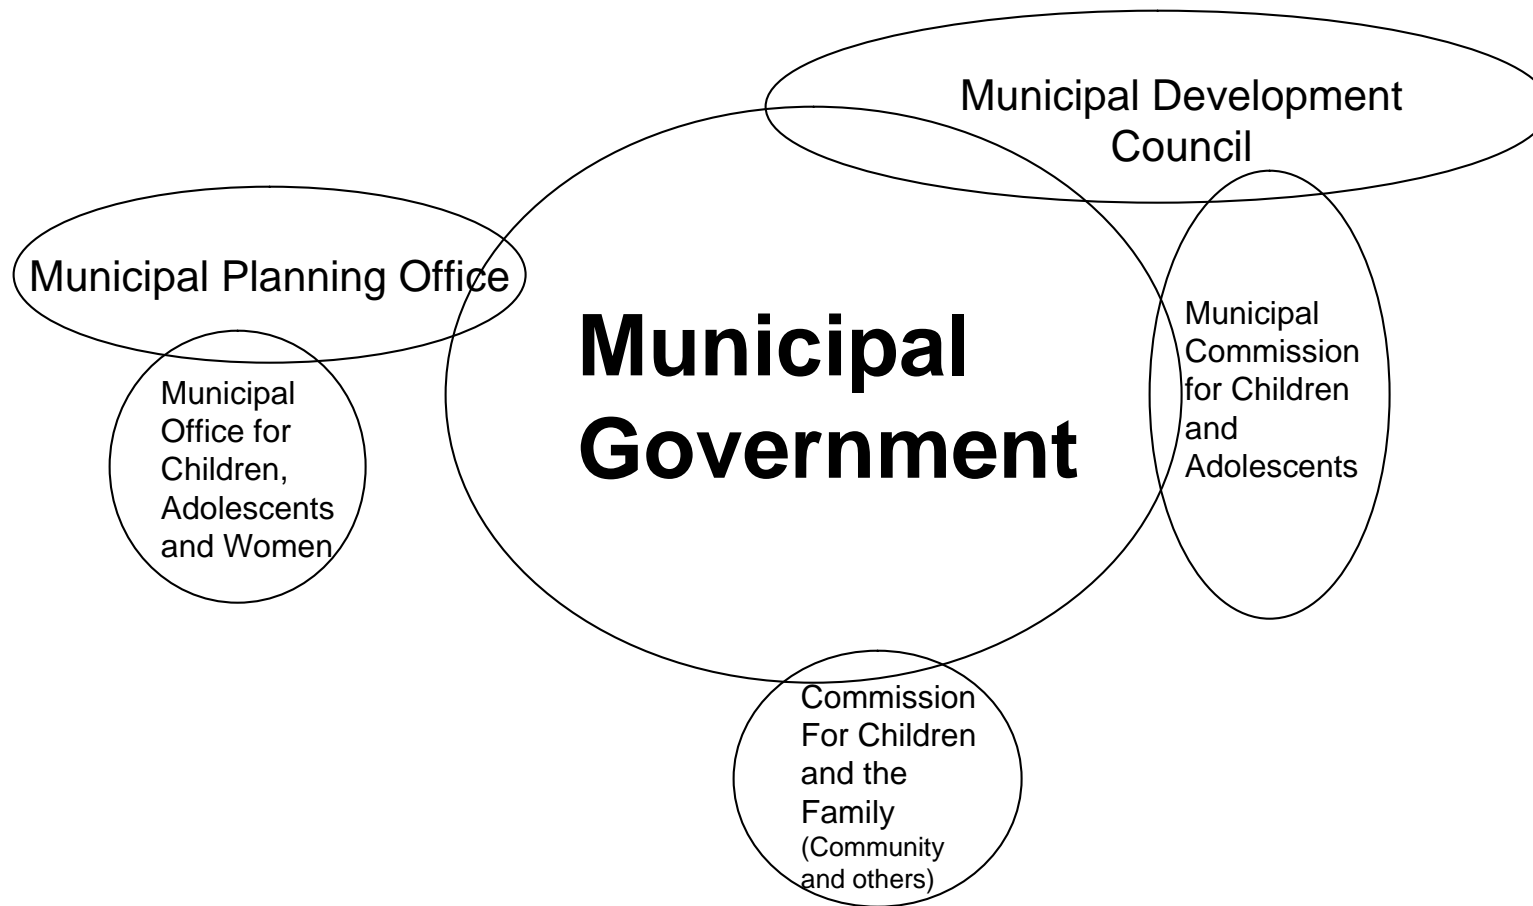 Municipal Development
Council
Municipal Planning Office
Municipal
Government
Municipal
Commission
for Children
and
Adolescents
Municipal
Office for
Children,
Adolescents
and Women
Commission
For Children
and the
Family
(Community
and others)